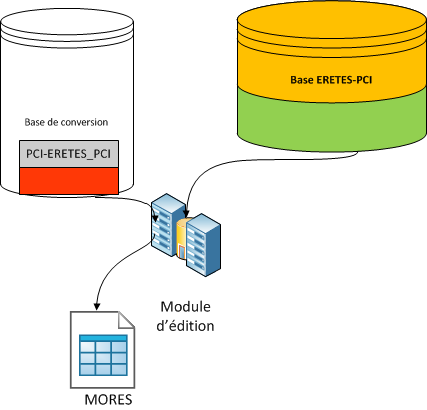 Base ERETES-PCI
Base de conversion
PCI-ERETES_PCI
Module
d’édition
MORES